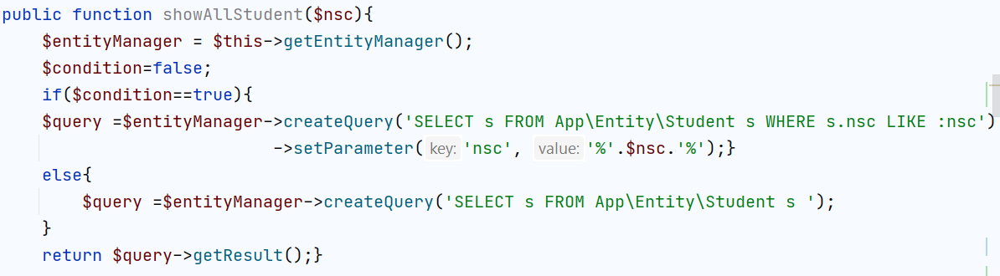 public function showAllStudent($nsc){
    $entityManager = $this->getEntityManager();
    $condition=false;
    if($condition==true){
    $query =$entityManager->createQuery('SELECT s FROM App\Entity\Student s WHERE s.nsc LIKE :nsc')
                           ->setParameter( key: 'nsc', value: '%'.$nsc.'%');}
    else{
        $query =$entityManager->createQuery('SELECT s FROM App\Entity\Student s ');
    }
    return $query->getResult();}